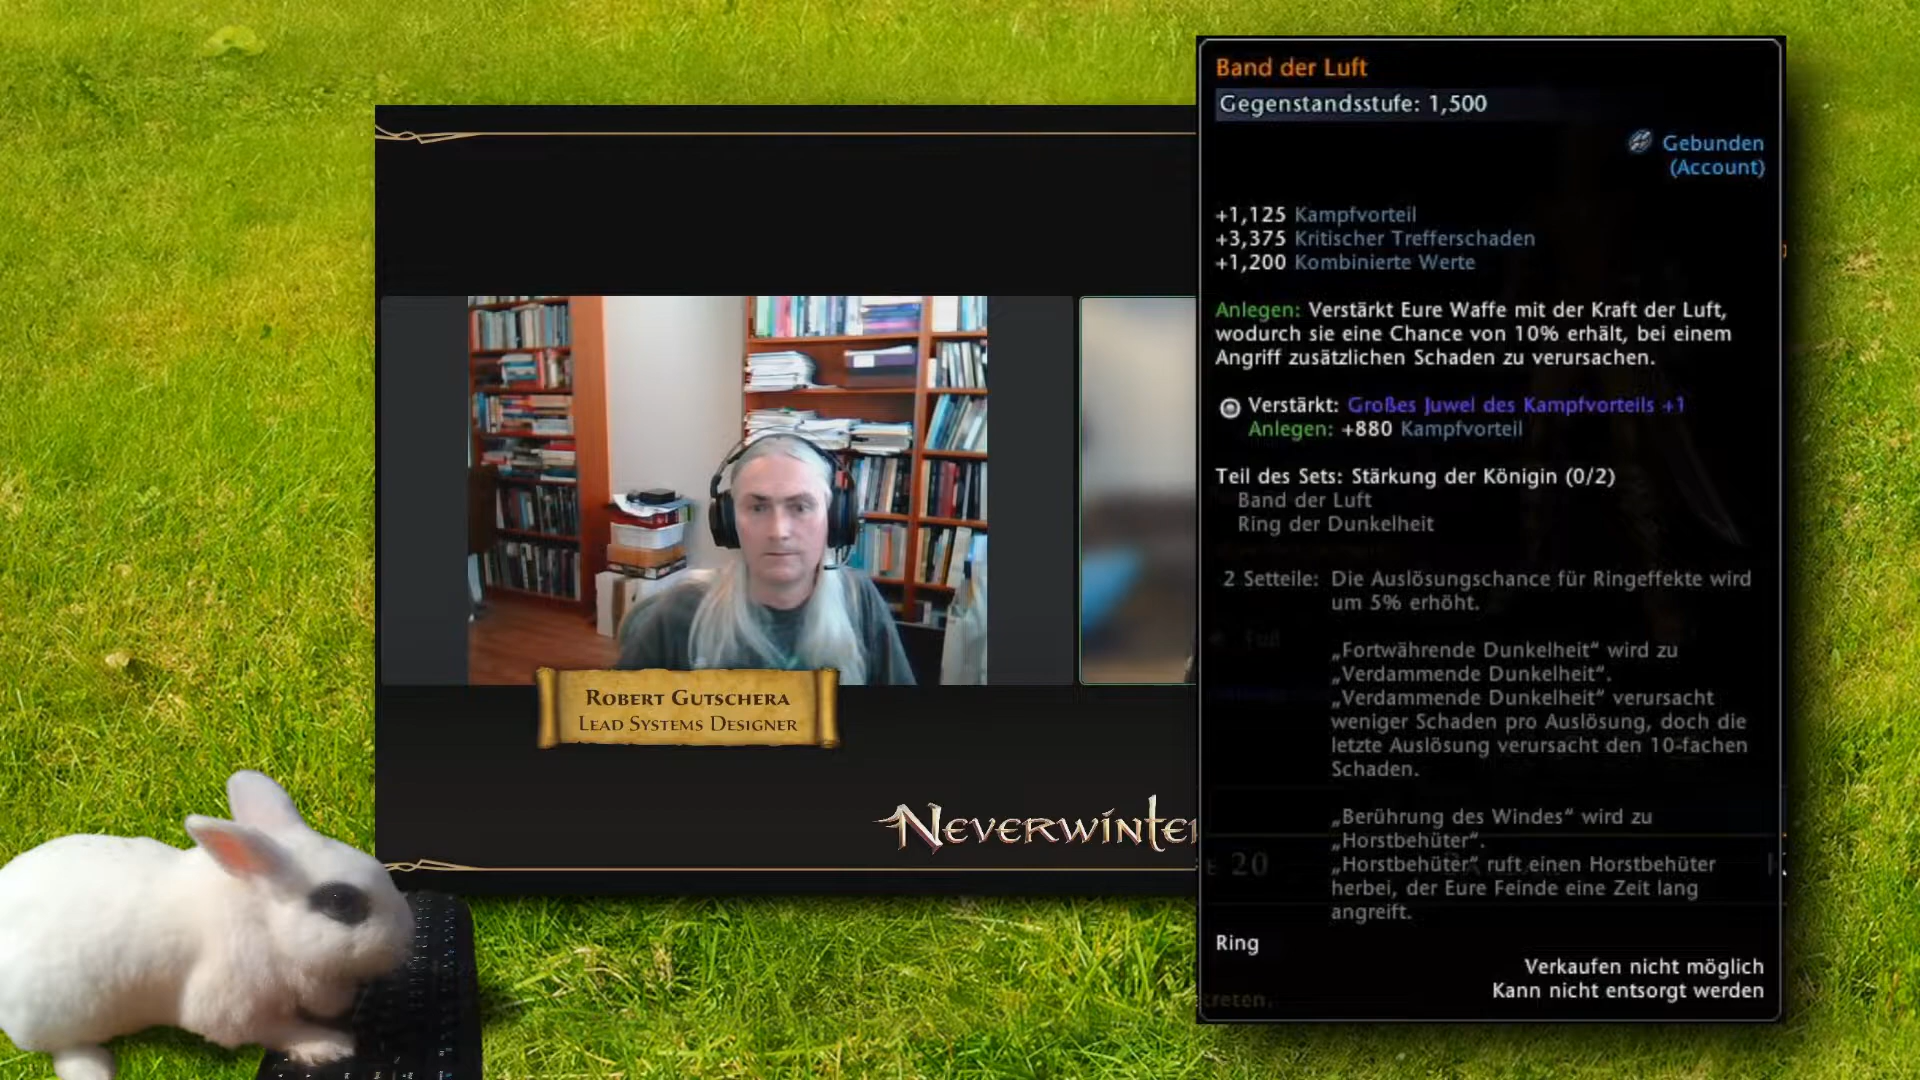 Band der Luft
Gegenstandsstufe: 1,500
Gebunden
(Account)
+1,125 Kampfvorteil
+3,375 Kritischer Trefferschaden
+1,200 Kombinierte Werte
Anlegen: Verstärkt Eure Waffe mit der Kraft der Luft,
wodurch sie eine Chance von 10% erhält, bei einem
Angriff zusätzlichen Schaden zu verursachen.
Verstärkt: Großes Juwel des Kampfvorteils +1
Anlegen: +880 Kampfvorteil
Teil des Sets: Stärkung der Königin (0/2)
Band der Luft
Ring der Dunkelheit
2 Setteile: Die Auslösungschance für Ringeffekte wird
um 5% erhöht.
„Fortwährende Dunkelheit“ wird zu
„Verdammende Dunkelheit“.
„Verdammende Dunkelheit“ verursacht
weniger Schaden pro Auslösung, doch die
letzte Auslösung verursacht den 10-fachen
Schaden.
„Berührung des Windes“ wird zu
„Horstbehüter“.
„Horstbehüter“ ruft einen Horstbehüter
herbei, der Eure Feinde eine Zeit lang
angreift.
Ring
Verkaufen nicht möglich
Kann nicht entsorgt werden
Robert Gutschera
Lead Systems Designer
Neverwinter
20